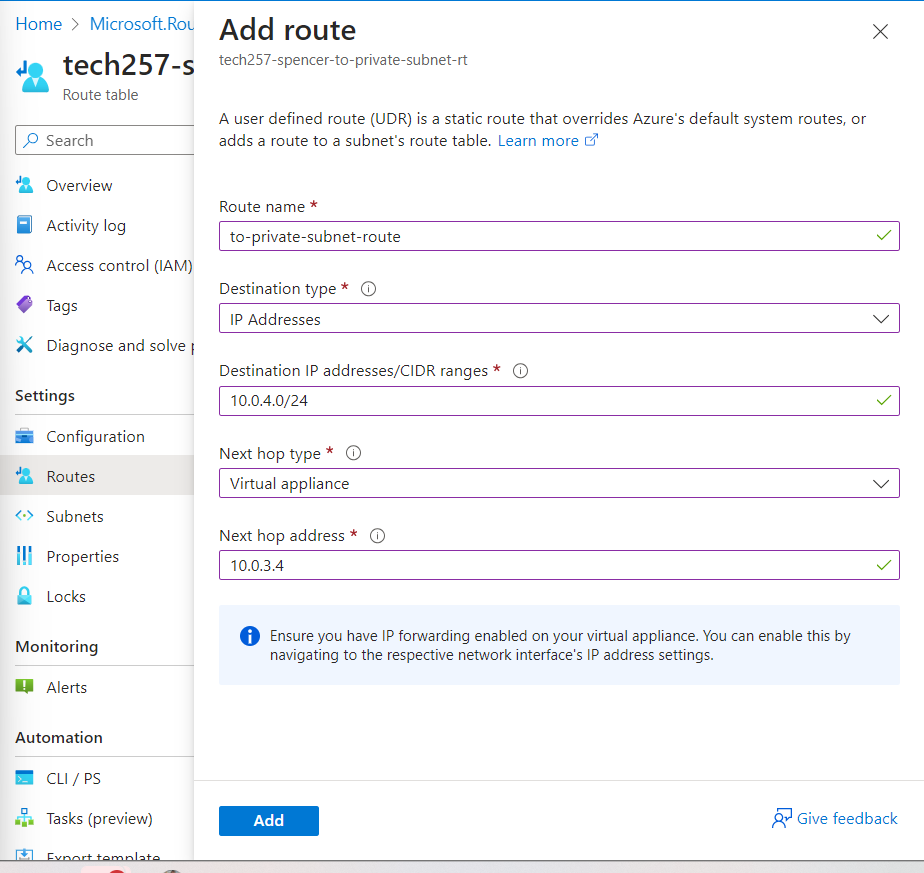 Home > Microsoft.Rou
tech257-s
Route table
Search
Overview
Activity log
Access control (IAM)
Tags
Diagnose and solve p
Settings
Configuration
Routes
Subnets
Properties
Locks
Monitoring
Alerts
Automation
CLI / PS
Tasks (preview)
Export template
Add route
tech257-spencer-to-private-subnet-rt
A user defined route (UDR) is a static route that overrides Azure's default system routes, or
adds a route to a subnet's route table. Learn more
Route name *
to-private-subnet-route
Destination type *
IP Addresses
Destination IP addresses/CIDR ranges *
10.0.4.0/24
Next hop type *
Virtual appliance
Next hop address *
10.0.3.4
Ensure you have IP forwarding enabled on your virtual appliance. You can enable this by
navigating to the respective network interface's IP address settings.
Add
Give feedback